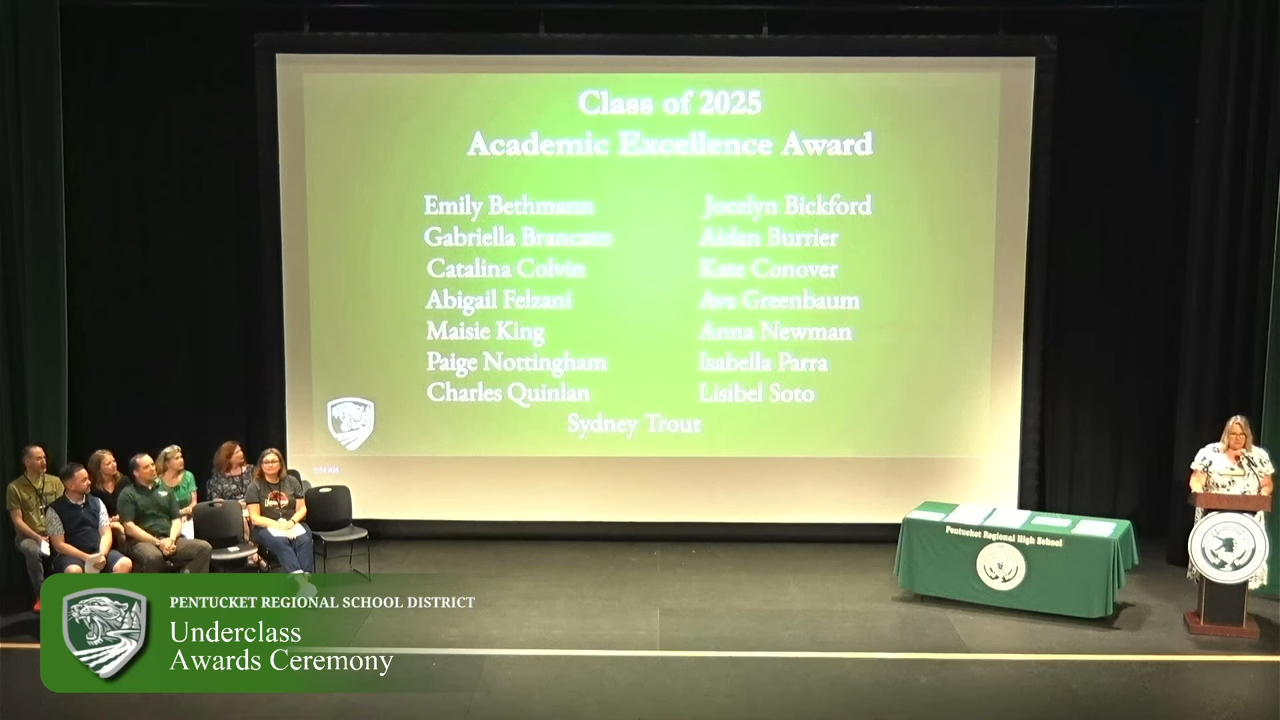 Class of 2025
Academic Excellence Award
Emily Bethmann
Jocelyn Bickford
Gabriella
Aidan Burrier
Catalina Colvin
Kate Conover
Abigail Felzani
Ava Greenbaum
Maisie King
Anna Newman
Paige Nottingham
Isabella Parra
Charles Quinlan
Lisibel Soto
Sydney Trout
Pentucket Regional High School
PENTUCKET REGIONAL SCHOOL DISTRICT
Underclass
Awards Ceremony